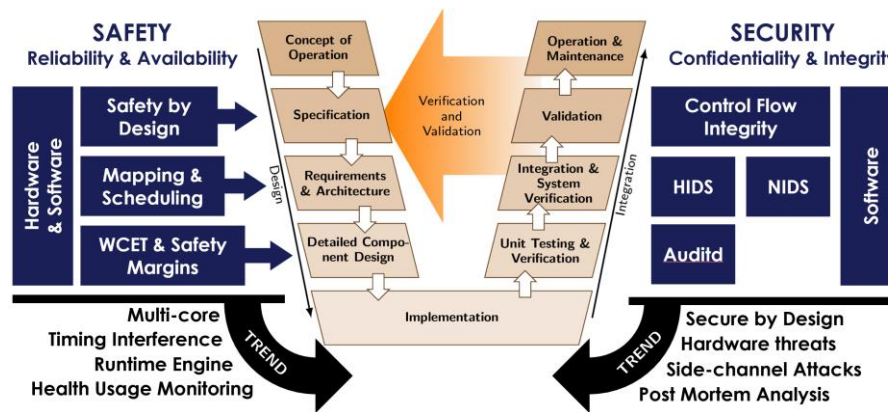 SAFETY
Reliability & Availability
Hardware
& Software
Safety by
Design
Mapping &
Scheduling
WCET & Safety
Margins
Multi-core
Timing Interference
Runtime Engine
Health Usage Monitoring
TREND
Design
Concept of
Operation
Specification
Requirements
& Architecture
Detailed Compo-
nent Design
Implementation
Verification
and
Validation
Operation &
Maintenance
Validation
Integration &
System
Verification
Unit Testing &
Verification
Integration
SECURITY
Confidentiality & Integrity
Control Flow
Integrity
HIDS
NIDS
Auditd
Software
TREND
Secure by Design
Hardware threats
Side-channel Attacks
Post Mortem Analysis